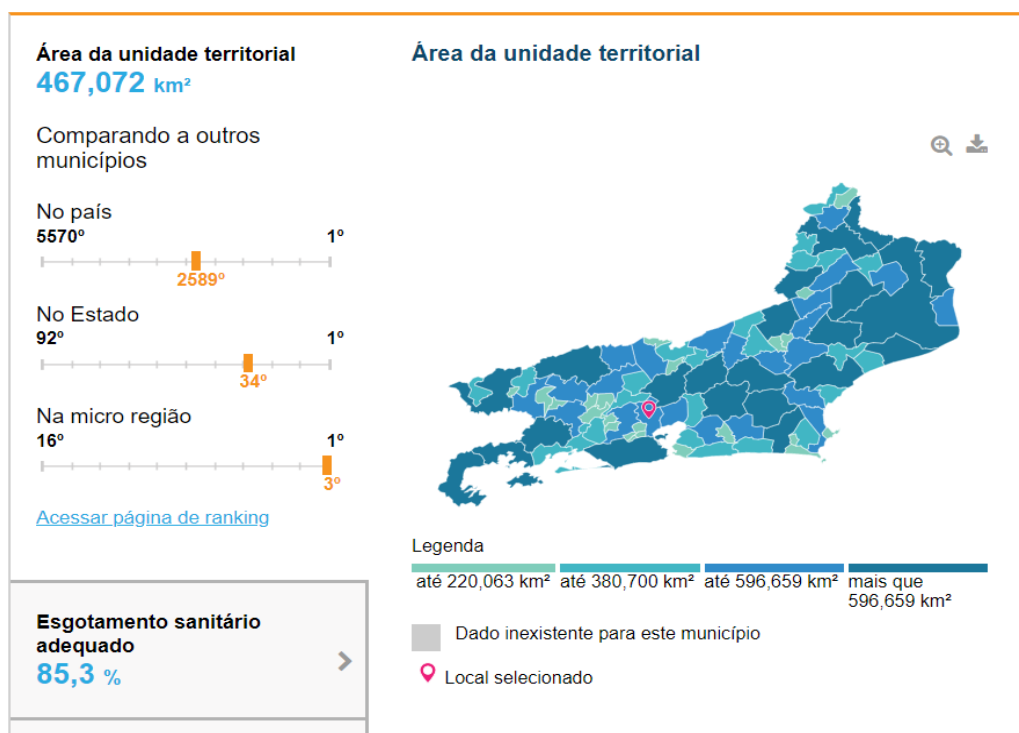 Área da unidade territorial
467,072 km²
Comparando a outros
municípios
No país
5570º 1º
2589º
No Estado
92º 1º
34º
Na micro região
16º 1º
3º
Acessar página de ranking
Esgotamento sanitário
adequado
85,3 %
Área da unidade territorial
Legenda
até 220,063 km² até 380,700 km² até 596,659 km² mais que
596,659 km²
Dado inexistente para este município
Local selecionado